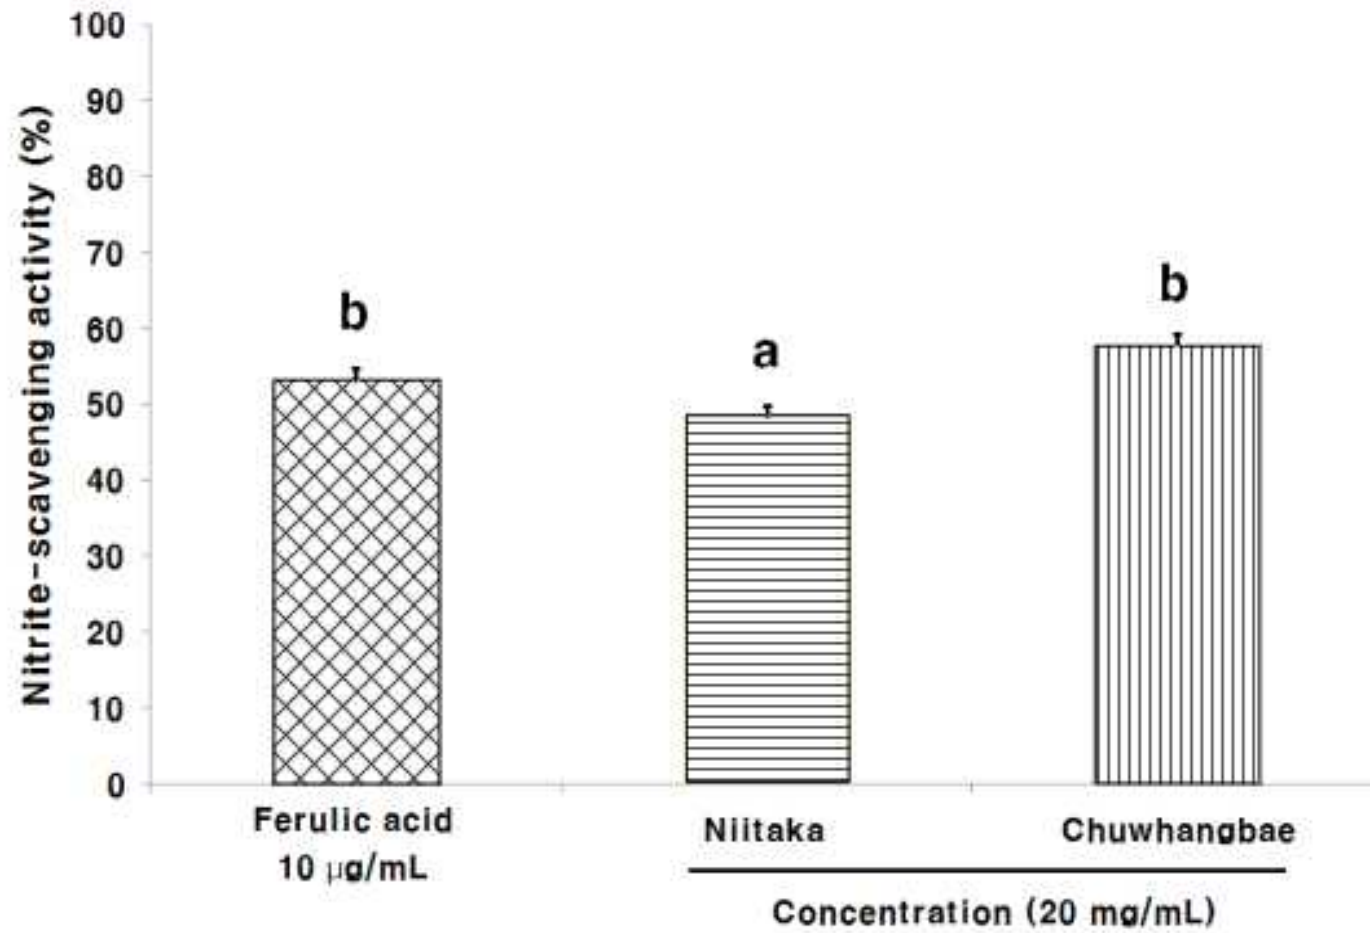 Nitrite-scavenging activity (%)
100
90
80
70
60
50
40
30
20
10
0
b
a
b
Ferulic acid
10 µg/mL
Niitaka
Chuwhangbae
Concentration (20 mg/mL)